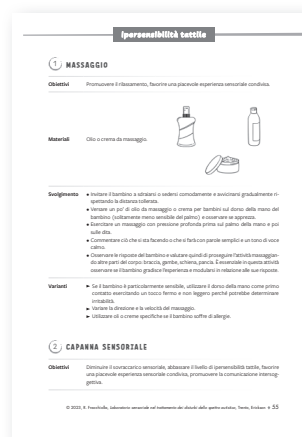 Ipersensibilità tattile
1 MASSAGGIO
Obiettivi Promuovere il rilassamento, favorire una piacevole esperienza sensoriale condivisa.
Materiali Olio o crema da massaggio.
Svolgimento • Invitare il bambino a sdraiarsi o sedersi comodamente e avvicinarsi gradualmente ri-
spettando la distanza tollerata.
• Versare un po' di olio da massaggio o crema per bambini sul dorso della mano del
bambino (solitamente meno sensibile del palmo) e osservare se apprezza.
• Esercitare un massaggio con pressione profonda prima sul palmo della mano e poi
sulle dita.
• Commentare ciò che si sta facendo o che si farà con parole semplici e un tono di voce
calmo.
• Osservare le risposte del bambino e valutare quindi di proseguire l'attività massaggian-
do altre parti del corpo: braccia, gambe, schiena, pancia. È essenziale in questa attività
osservare se il bambino gradisce l'esperienza e modularsi in relazione alle sue risposte.
Varianti ► Se il bambino è particolarmente sensibile, utilizzare il dorso della mano come primo
contatto esercitando un tocco fermo e non leggero perché potrebbe determinare
irritabilità.
► Variare la direzione e la velocità del massaggio.
► Utilizzare oli o creme specifiche se il bambino soffre di allergie.
2 CAPANNA SENSORIALE
Obiettivi Diminuire il sovraccarico sensoriale, abbassare il livello di ipersensibilità tattile, favorire
una piacevole esperienza sensoriale condivisa, promuovere la comunicazione interosog-
gettiva.
© 2023, B. Franciolla, Laboratorio sensoriale nel trattamento dei disturbi dello spettro autistico, Trento, Erickson • 55